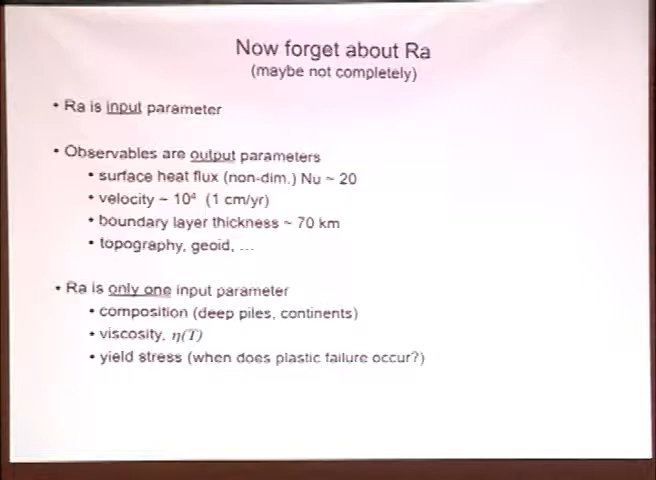 Now forget about Ra
(maybe not completely)
• Ra is input parameter
• Observables are output parameters
• surface heat flux (non-dim.) Nu ~ 20
• velocity ~ 10⁴ (1 cm/yr)
• boundary layer thickness ~ 70 km
• topography, geoid, ...
• Ra is only one input parameter
• composition (deep piles, continents)
• viscosity, η(T)
• yield stress (when does plastic failure occur?)